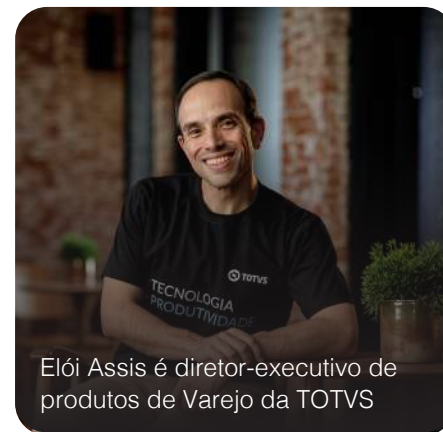 TOTVS
TECNOLOGIA
PRODUTIVIDADE
Elói Assis é diretor-executivo de
produtos de Varejo da TOTVS